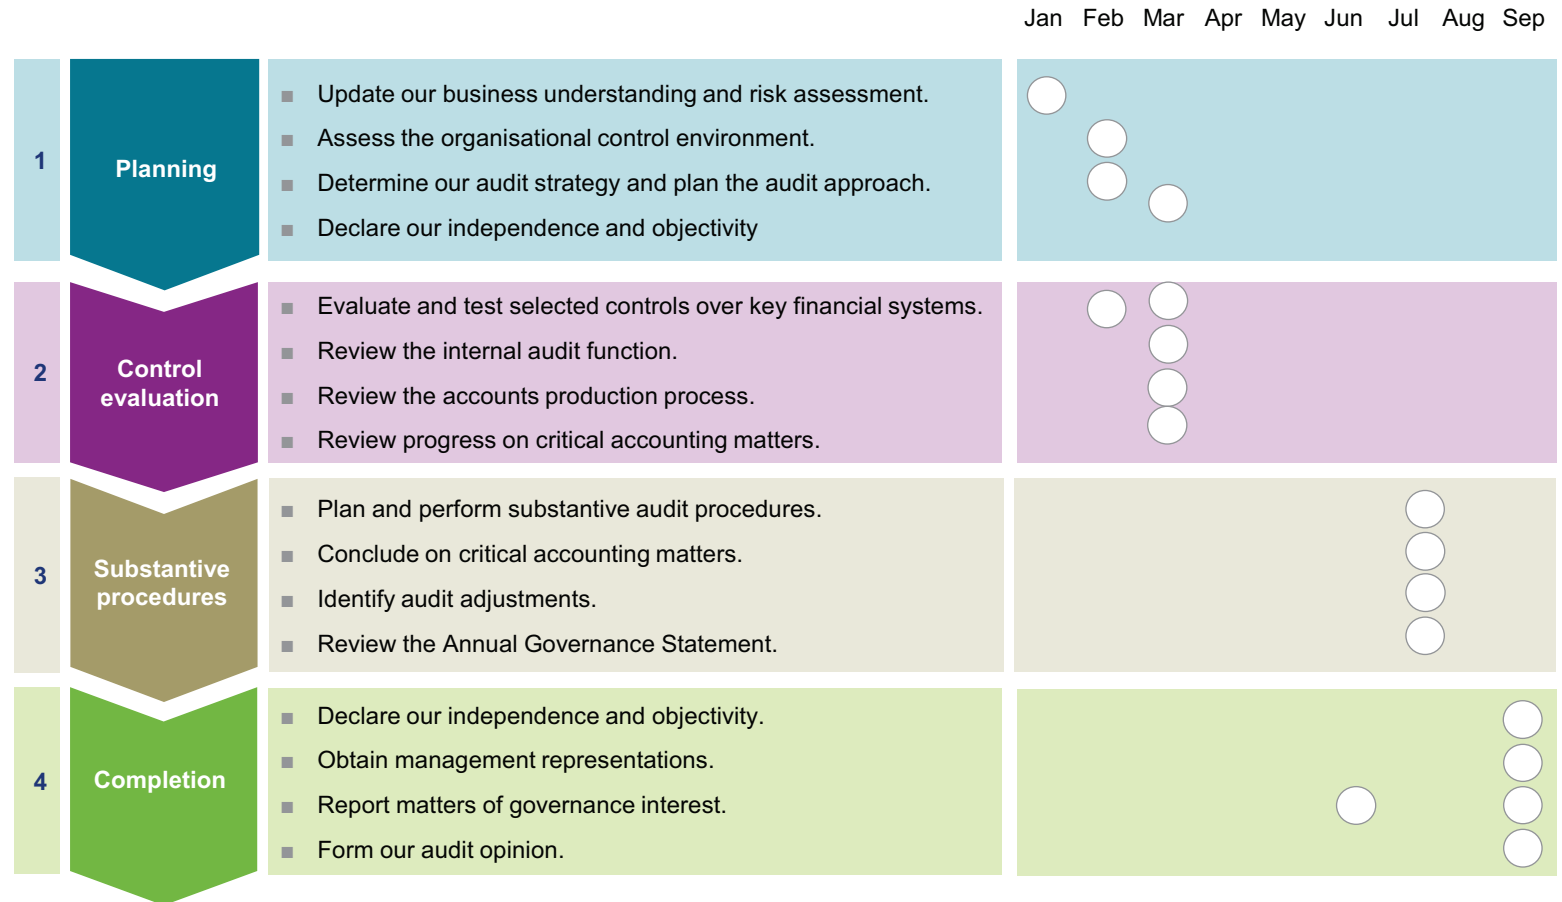 Jan Feb Mar Apr May Jun Jul Aug Sep
1
Planning
■ Update our business understanding and risk assessment.
■ Assess the organisational control environment.
■ Determine our audit strategy and plan the audit approach.
■ Declare our independence and objectivity
2
Control
evaluation
■ Evaluate and test selected controls over key financial systems.
■ Review the internal audit function.
■ Review the accounts production process.
■ Review progress on critical accounting matters.
3
Substantive
procedures
■ Plan and perform substantive audit procedures.
■ Conclude on critical accounting matters.
■ Identify audit adjustments.
■ Review the Annual Governance Statement.
4
Completion
■ Declare our independence and objectivity.
■ Obtain management representations.
■ Report matters of governance interest.
■ Form our audit opinion.